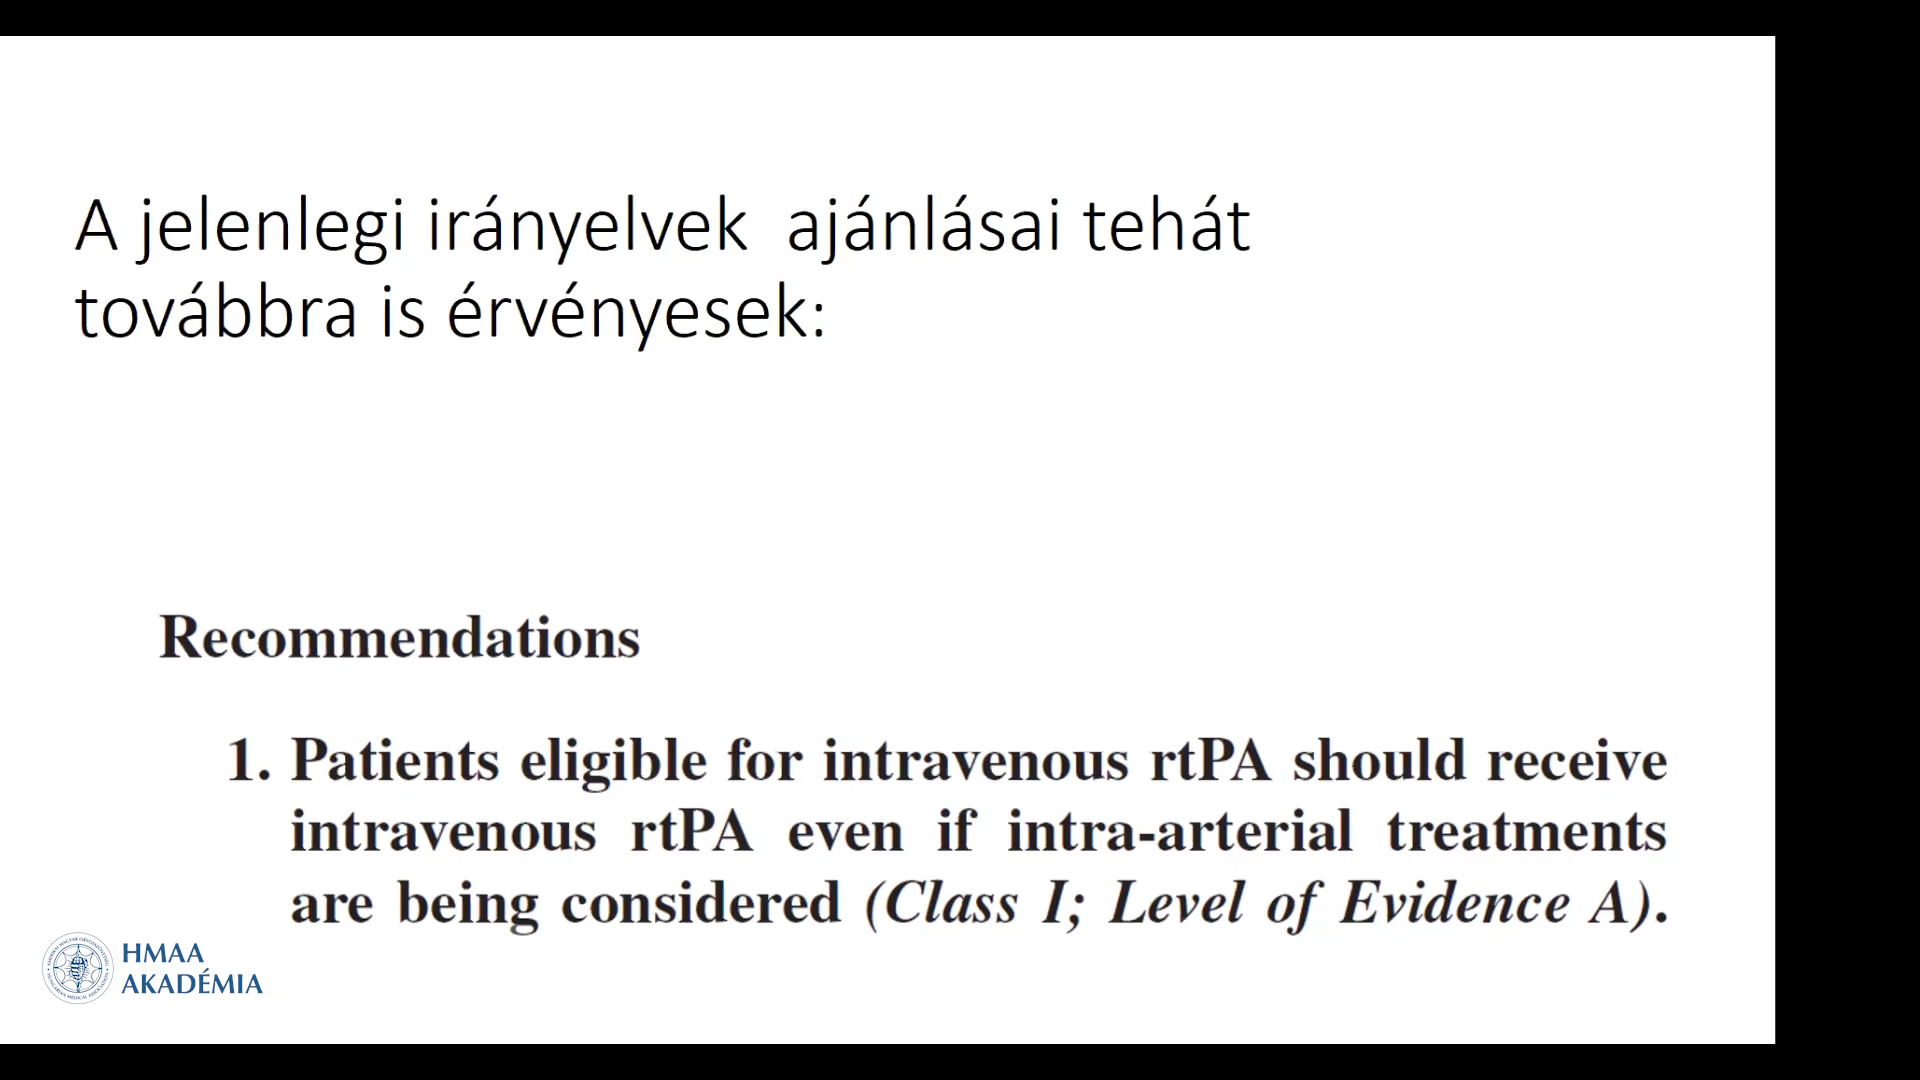 A jelenlegi irányelvek  ajánlásai tehát
továbbra is érvényesek:
Recommendations
1. Patients eligible for intravenous rtPA should receive
intravenous rtPA even if intra-arterial treatments
are being considered (Class I; Level of Evidence A).
HMAA
AKADÉMIA